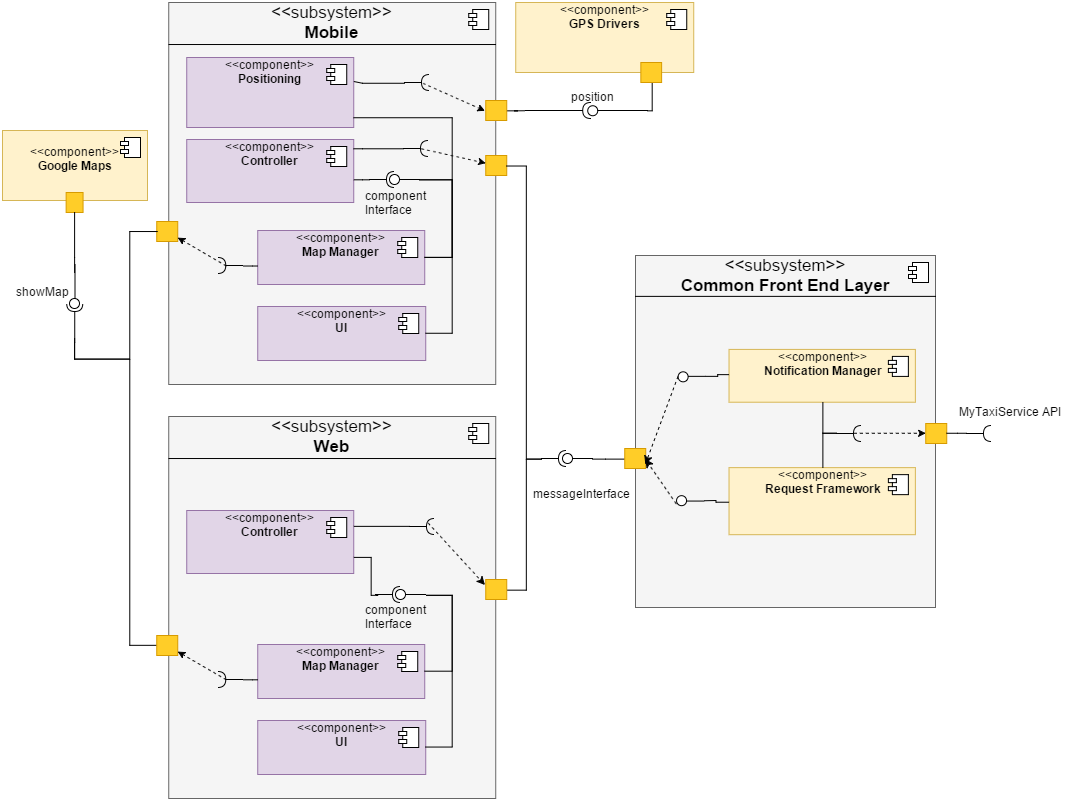 <<subsystem>>
Mobile
<<component>>
GPS Drivers
<<component>>
Positioning
position
<<component>>
Google Maps
<<component>>
Controller
component
Interface
<<component>>
Map Manager
showMap
<<component>>
UI
<<subsystem>>
Common Front End Layer
<<component>>
Notification Manager
MyTaxiService API
<<component>>
Request Framework
messageInterface
<<subsystem>>
Web
<<component>>
Controller
component
Interface
<<component>>
Map Manager
<<component>>
UI